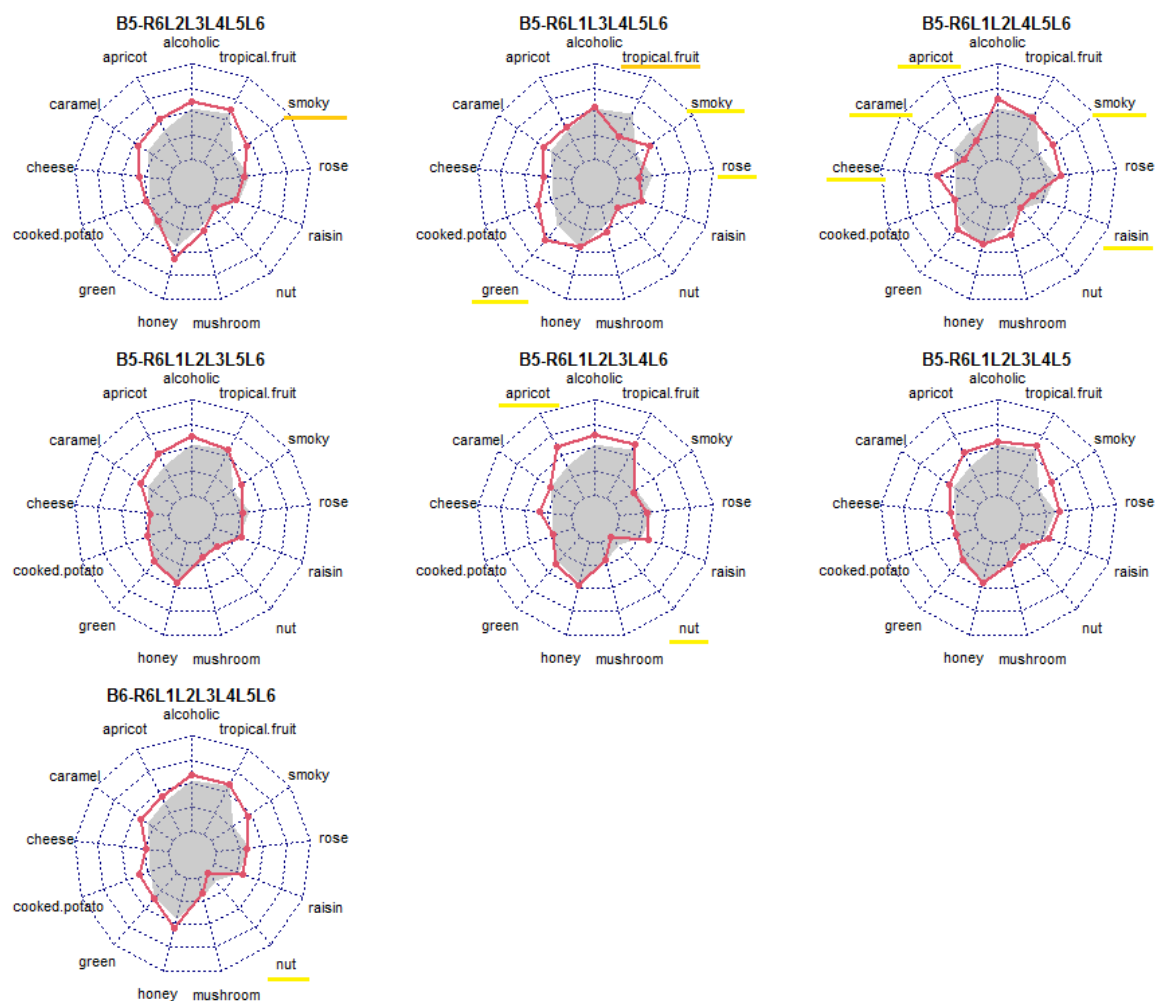 B5-R6L2L3L4L5L6
alcoholic
apricot
tropical.fruit
caramel
smoky
cheese
rose
cooked.potato
raisin
green
nut
honey
mushroom
B5-R6L1L3L4L5L6
alcoholic
apricot
tropical.fruit
caramel
smoky
cheese
rose
cooked.potato
raisin
green
nut
honey
mushroom
B5-R6L1L2L4L5L6
alcoholic
apricot
tropical.fruit
caramel
smoky
cheese
rose
cooked.potato
raisin
green
nut
honey
mushroom
B5-R6L1L2L3L5L6
alcoholic
apricot
tropical.fruit
caramel
smoky
cheese
rose
cooked.potato
raisin
green
nut
honey
mushroom
B5-R6L1L2L3L4L6
alcoholic
apricot
tropical.fruit
caramel
smoky
cheese
rose
cooked.potato
raisin
green
nut
honey
mushroom
B5-R6L1L2L3L4L5
alcoholic
apricot
tropical.fruit
caramel
smoky
cheese
rose
cooked.potato
raisin
green
nut
honey
mushroom
B6-R6L1L2L3L4L5L6
alcoholic
apricot
tropical.fruit
caramel
smoky
cheese
rose
cooked.potato
raisin
green
nut
honey
mushroom